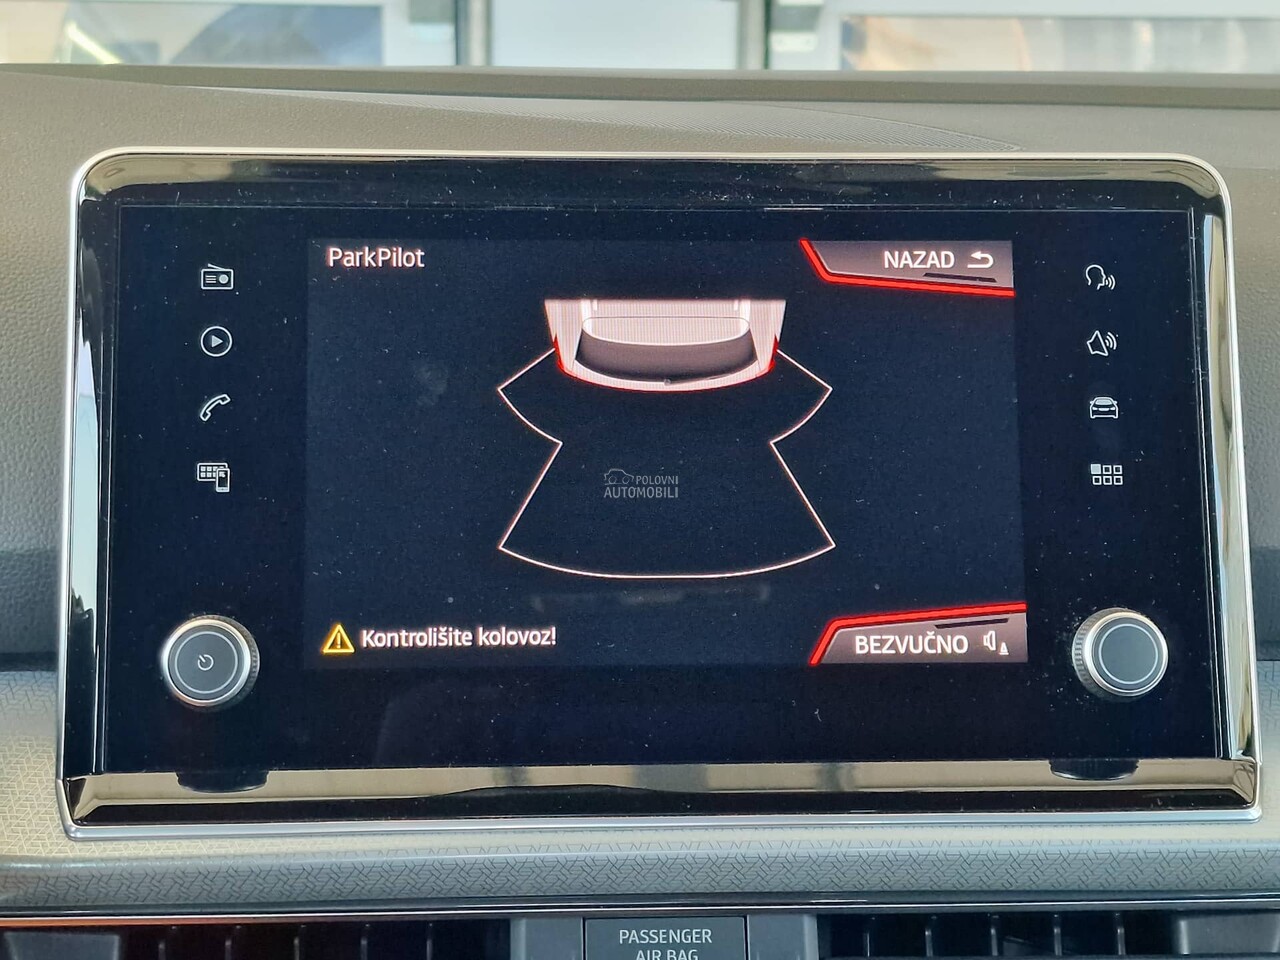 ParkPilot
NAZAD
POLOVNI
AUTOMOBILI
Kontrolišite kolovoz!
BEZVUČNO
PASSENGER
AIR BAG